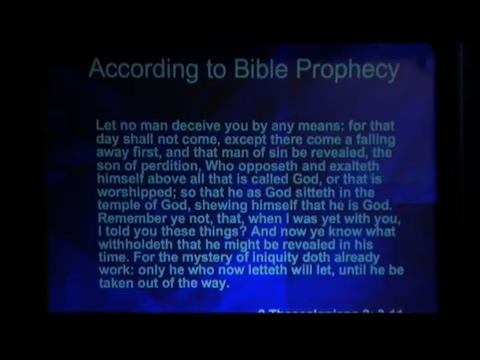 According to Bible Prophecy
Let no man deceive you by any means: for that
day shall not come, except there come a falling
away first, and that man of sin be revealed, the
son of perdition, Who opposeth and exalteth
himself above all that is called God, or that is
worshipped; so that he as God sitteth in the
temple of God, shewing himself that he is God.
Remember ye not, that, when I was yet with you,
I told you these things? And now ye know what
withholdeth that he might be revealed in his
time. For the mystery of iniquity doth already
work: only he who now letteth will let, until he be
taken out of the way.